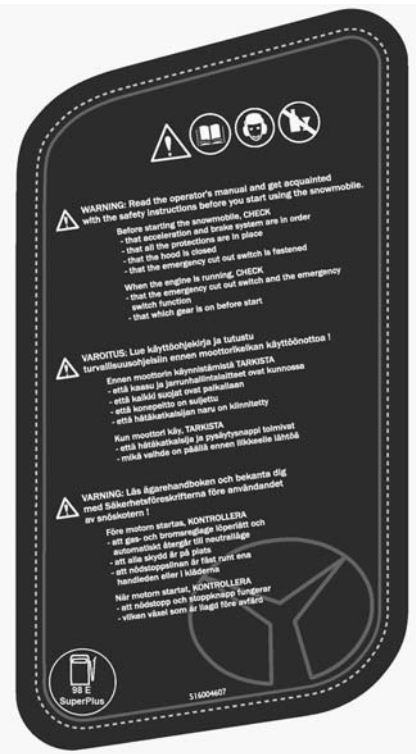 WARNING: Read the operator's manual and get acquainted
with the safety instructions before you start using the snowmobile.
Before starting the snowmobile, CHECK
- that acceleration and brake system are in order
- that all the protections are in place
- that the hood is closed
- that the emergency cut out switch is fastened
When the engine is running, CHECK
- that the emergency cut out switch and the emergency
switch function
- that which gear is on before start
VAROITUS: Lue käyttöohjekirja ja tutustu
turvallisuusohjeisiin ennen moottorikelkan käyttöönottoa !
Ennen moottorin käynnistämistä TARKISTA
- että kaasu ja jarrunhallintalaitteet ovat kunnossa
- että kaikki suojat ovat paikallaan
- että konepeitto on suljettu
- että hätäkatkaisijan naru on kiinnitetty
Kun moottori käy, TARKISTA
- että hätäkatkaisija ja pysäytysnappi toimivat
- mikä vaihde on päällä ennen liikkeelle lähtöä
VARNING: Läs ägarehandboken och bekanta dig
med Säkerhetsföreskrifterna före användandet
av snöskotern !
Före motorn startas, KONTROLLERA
- att gas- och bromsreglage löperlätt och
automatiskt återgår till neutralläge
- att alla skydd är på plats
- att nödstoppslinan är fäst runt ena
handleden eller i kläderna
När motorn startat, KONTROLLERA
- att nödstopp och stoppknapp fungerar
- vilken växel som är ilagd före avfärd
98 E
SuperPlus
516004607